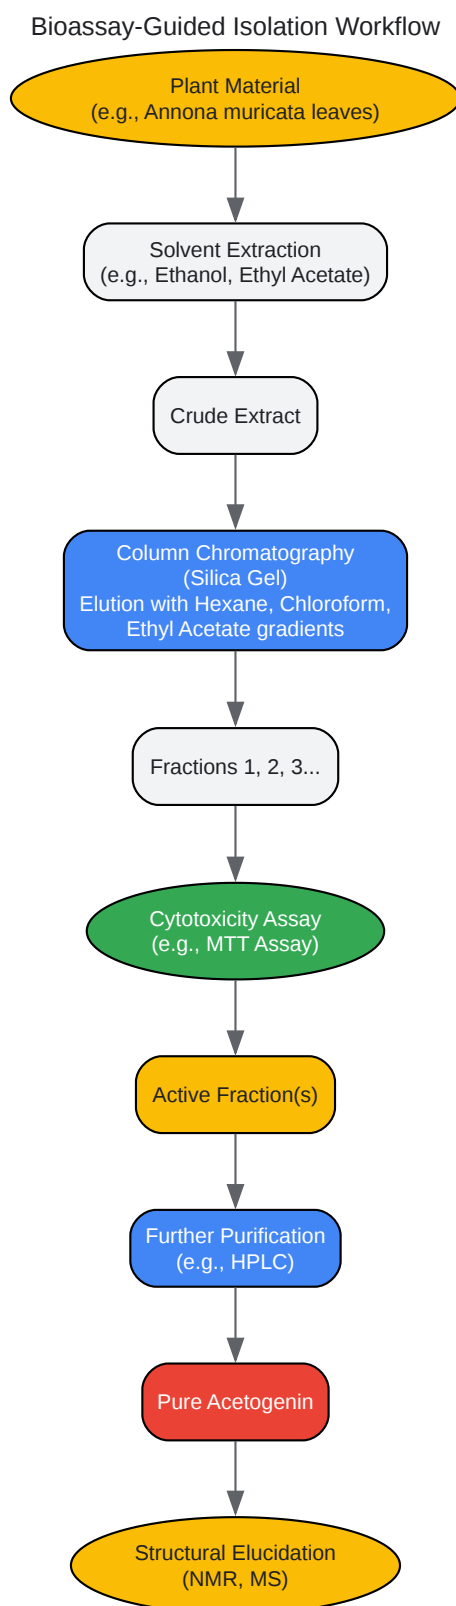 Bioassay-Guided Isolation Workflow
Plant Material
(e.g., Annona muricata leaves)
Solvent Extraction
(e.g., Ethanol, Ethyl Acetate)
Crude Extract
Column Chromatography
(Silica Gel)
Elution with Hexane, Chloroform,
Ethyl Acetate gradients
Fractions 1, 2, 3...
Cytotoxicity Assay
(e.g., MTT Assay)
Active Fraction(s)
Further Purification
(e.g., HPLC)
Pure Acetogenin
Structural Elucidation
(NMR, MS)